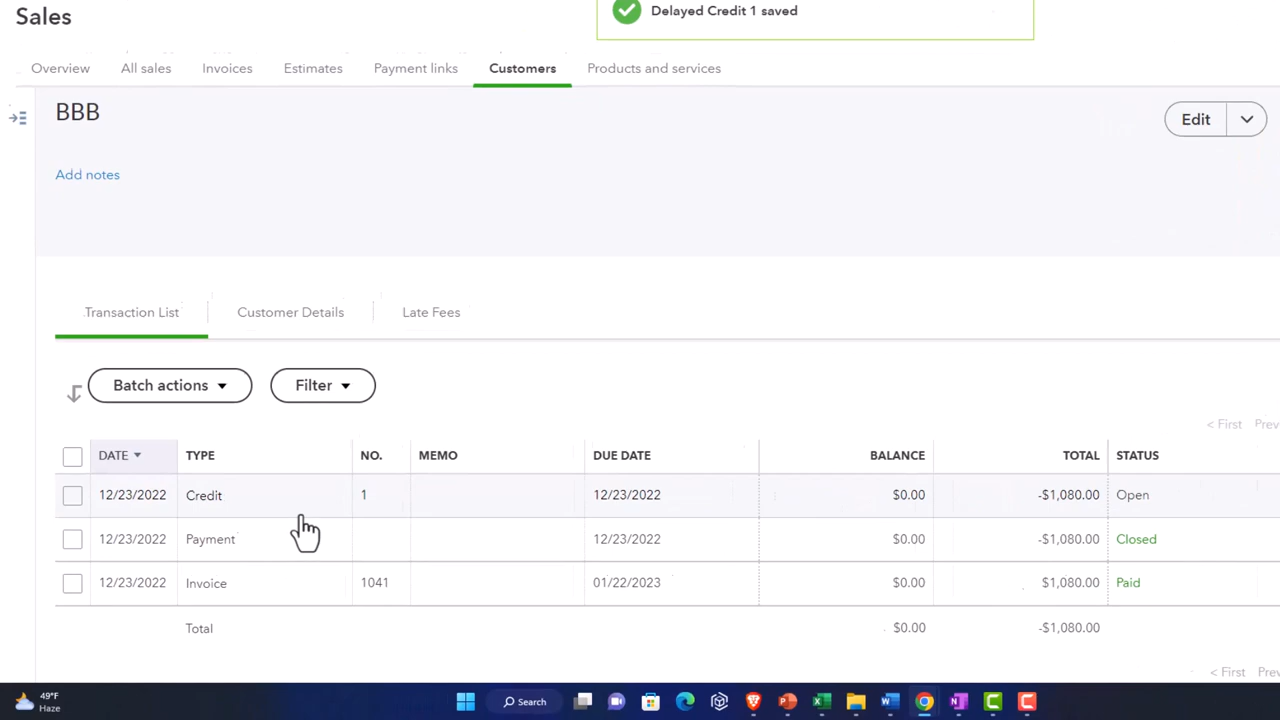 Sales
Delayed Credit 1 saved
Overview All sales Invoices Estimates Payment links Customers Products and services
BBB
Edit
Add notes
Transaction List Customer Details Late Fees
Batch actions Filter
< First Prev
DATE TYPE NO. MEMO DUE DATE BALANCE TOTAL STATUS
12/23/2022 Credit 1 12/23/2022 $0.00 -$1,080.00 Open
12/23/2022 Payment 12/23/2022 $0.00 -$1,080.00 Closed
12/23/2022 Invoice 1041 01/22/2023 $0.00 $1,080.00 Paid
Total $0.00 -$1,080.00
< First Prev
49°F
Haze
Search